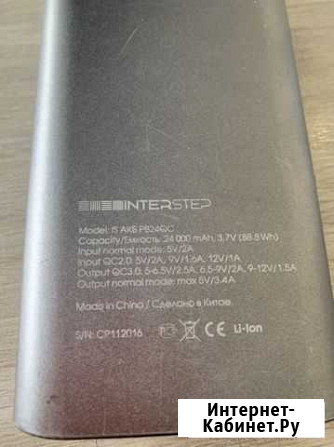 INTERSTEP
Model: IS АКБ PB24QC
Capacity/Емкость: 24 000 mAh, 3,7V (88.8Wh)
Input normal mode: 5V/2A
Input QC2.0: 5V/2A, 9V/1.6A, 12V/1A
Output QC3.0: 5-6.5V/2.5A, 6.5-9V/2A, 9-12V/1.5A
Output normal mode: max 5V/3.4A
Made in China / Сделано в Китае
S/N: CP112016
CE Li-Ion
Интернет-
Кабинет.Ру